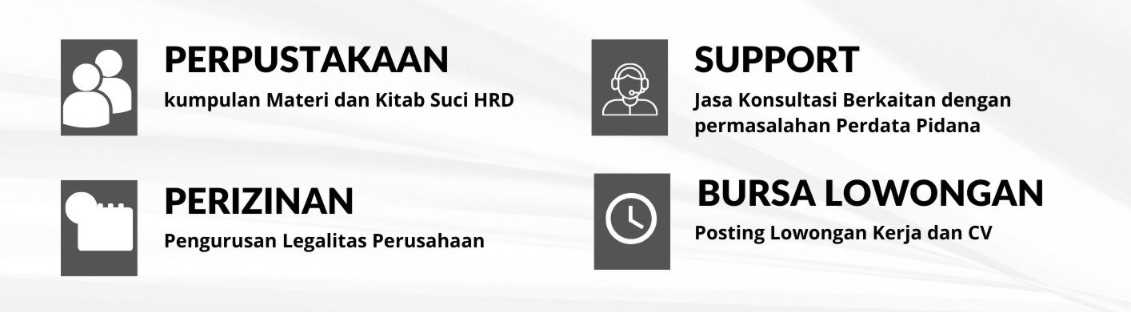 PERPUSTAKAAN
kumpulan Materi dan Kitab Suci HRD
SUPPORT
Jasa Konsultasi Berkaitan dengan
permasalahan Perdata Pidana
PERIZINAN
Pengurusan Legalitas Perusahaan
BURSA LOWONGAN
Posting Lowongan Kerja dan CV